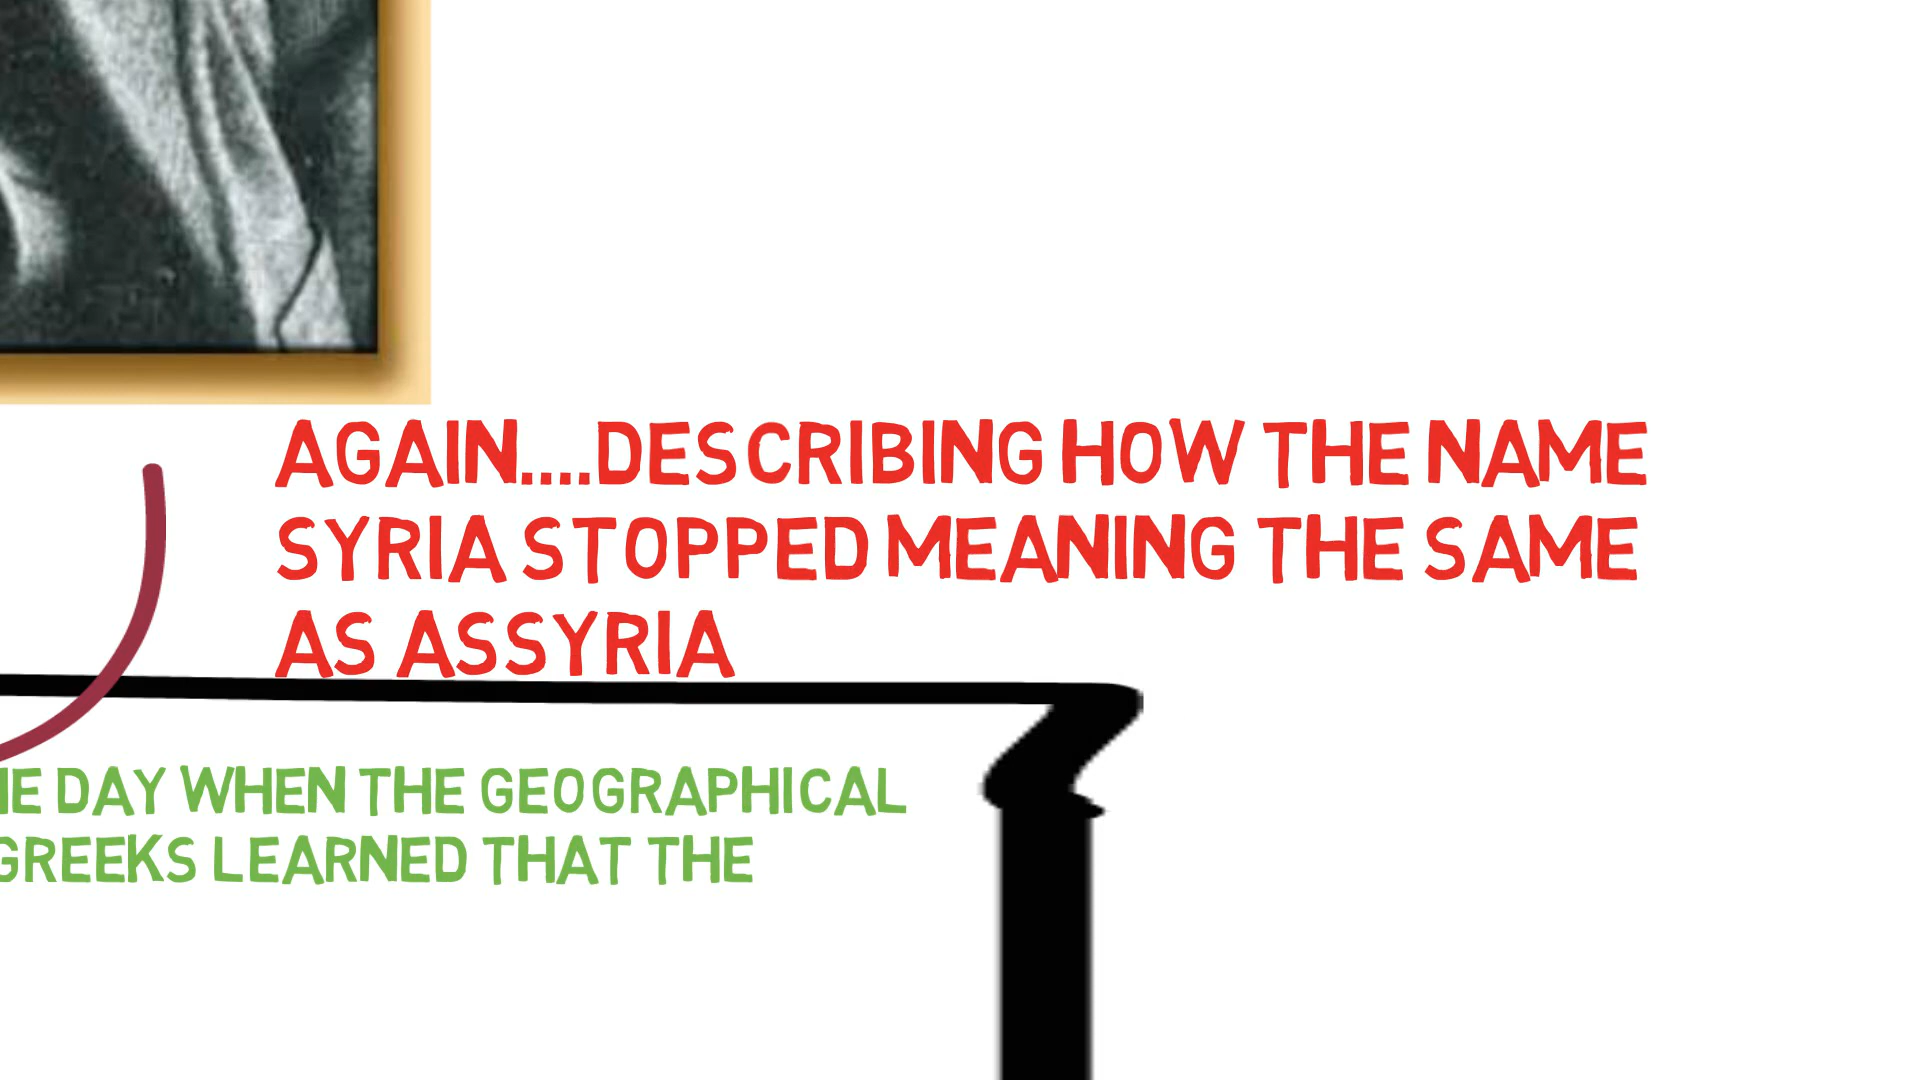 AGAIN....DESCRIBING HOW THE NAME
SYRIA STOPPED MEANING THE SAME
AS ASSYRIA
DAY WHEN THE GEOGRAPHICAL
GREEKS LEARNED THAT THE